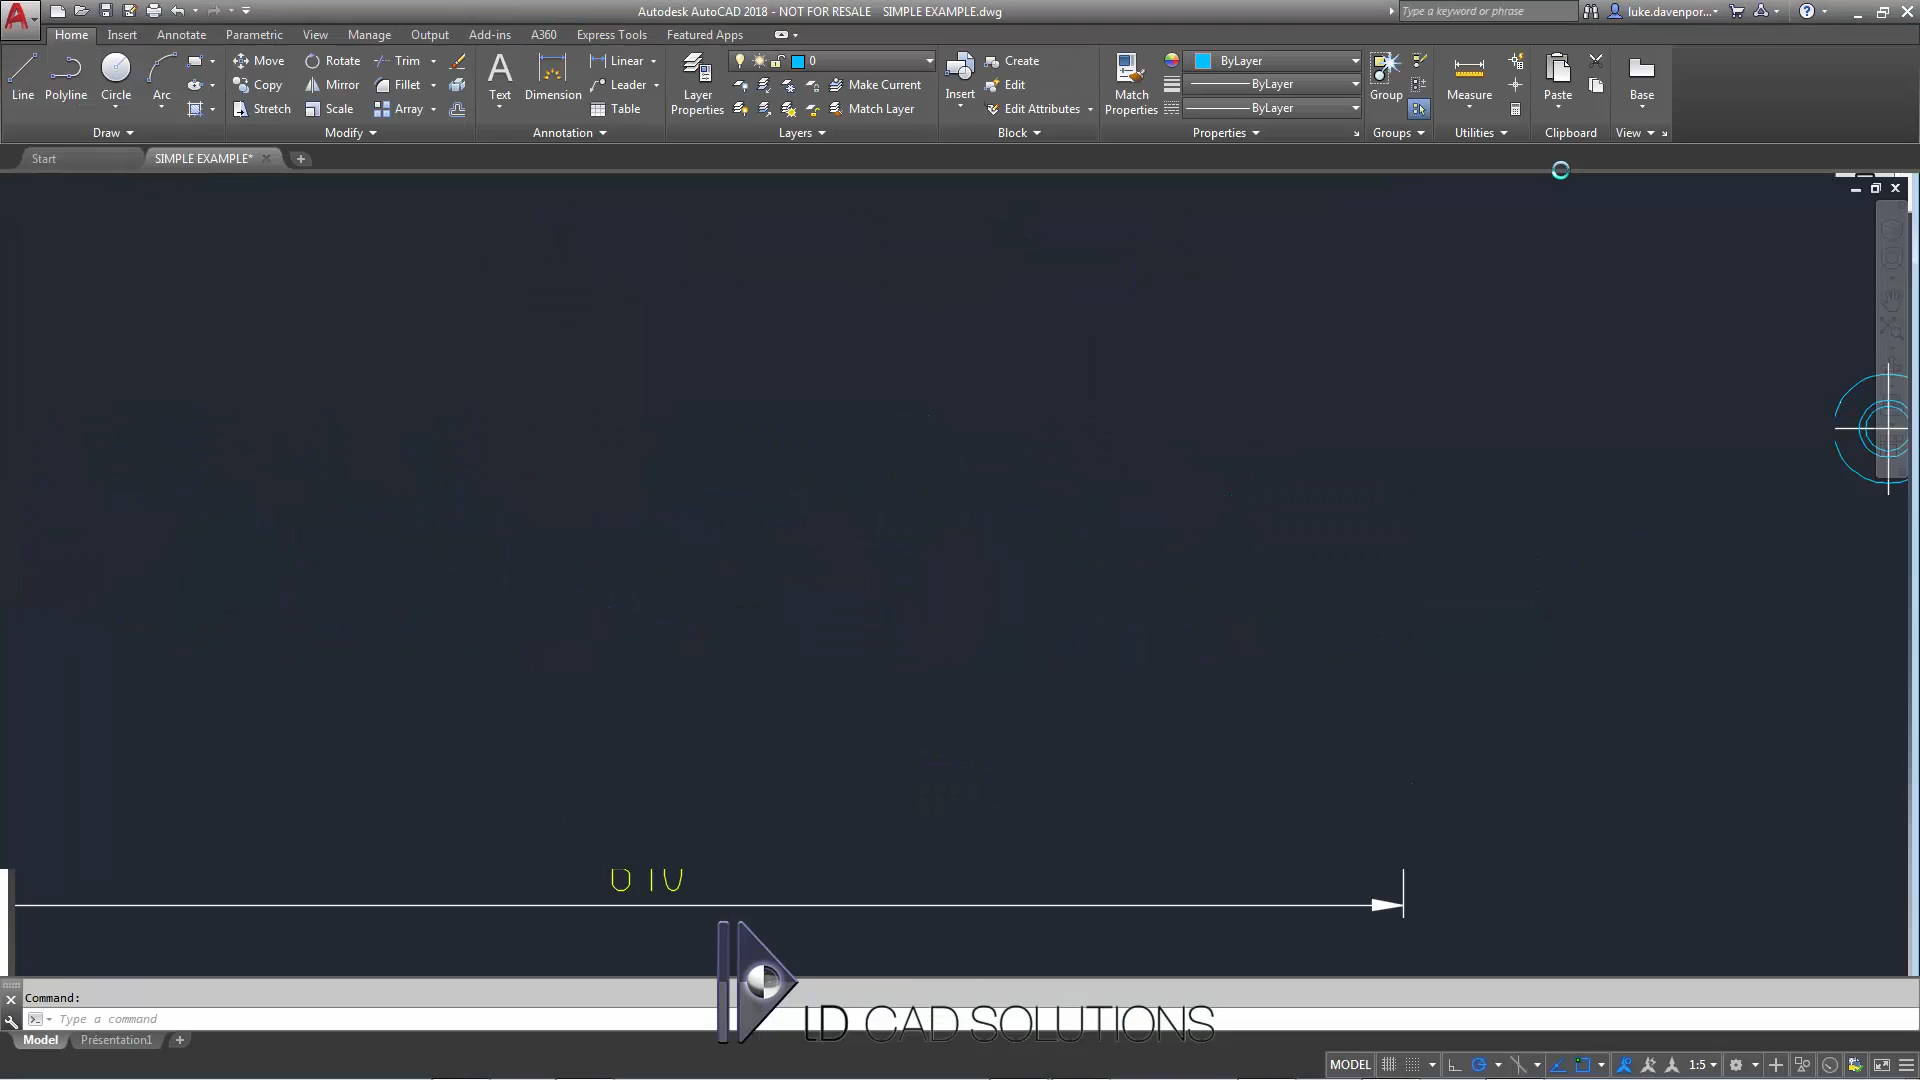 Autodesk AutoCAD 2018 - NOT FOR RESALE SIMPLE EXAMPLE.dwg
Type a keyword or phrase
luke.davenpor...
Home Insert Annotate Parametric View Manage Output Add-ins A360 Express Tools Featured Apps
Move Rotate Trim Linear 0 Create ByLayer
Copy Mirror Fillet Leader Make Current Edit ByLayer
Stretch Scale Array Table Match Layer Edit Attributes ByLayer
Line Polyline Circle Arc Text Dimension Layer Properties Insert Match Properties Group Measure Paste Base
Draw Modify Annotation Layers Block Properties Groups Utilities Clipboard View
Start SIMPLE EXAMPLE*
Command:
Type a command
LD CAD SOLUTIONS
Model Présentation1
MODEL 1:5